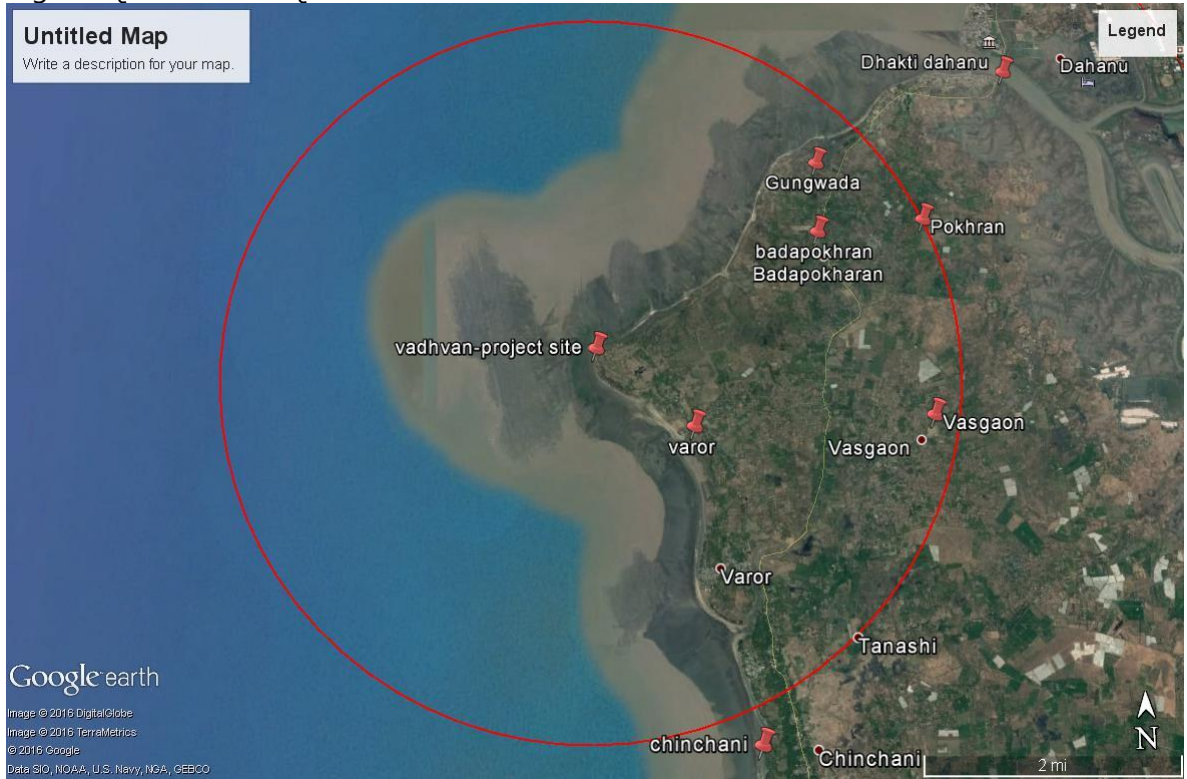 Untitled Map
Write a description for your map.
Legend
Dhakti dahanu
Dahanu
Gungwada
Pokhran
badapokhran
Badapokharan
vadhvan-project site
Vasgaon
varor
Vasgaon
Varor
Tanashi
chinchani
Chinchani
Google earth
Image © 2016 DigitalGlobe
Image © 2016 TerraMetrics
© 2016 Google
Data SIO, NOAA, U.S. Navy, NGA, GEBCO
N
2 mi